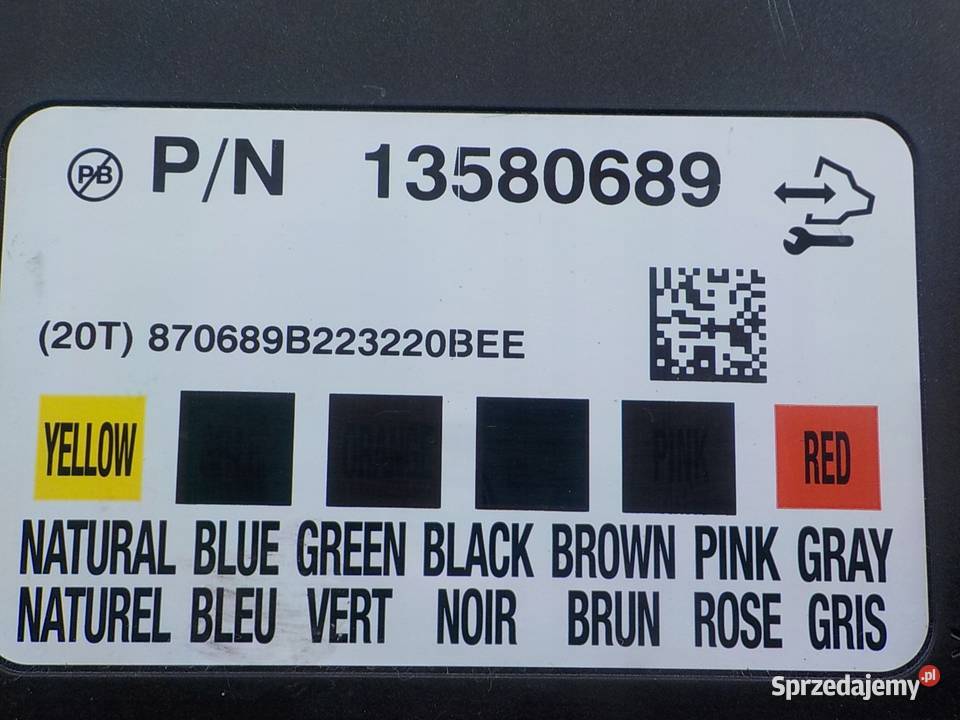 PB P/N 13580689
(20T) 870689B223220BEE
YELLOW ORANGE PINK RED
NATURAL BLUE GREEN BLACK BROWN PINK GRAY
NATUREL BLEU VERT NOIR BRUN ROSE GRIS
Sprzedajemy.pl